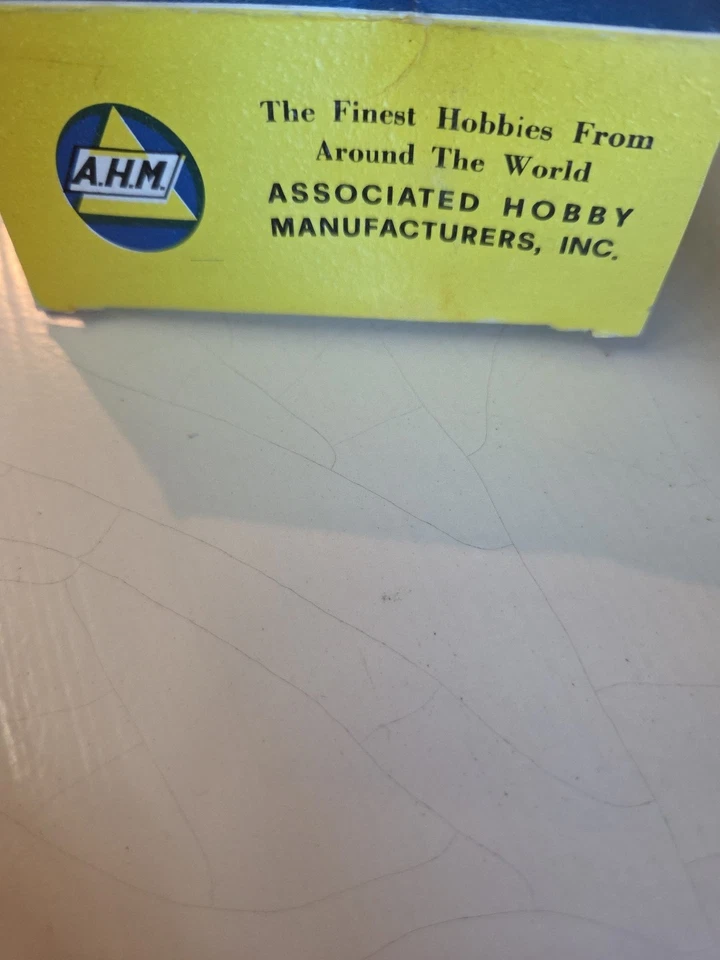 A.H.M.
The Finest Hobbies From
Around The World
ASSOCIATED HOBBY
MANUFACTURERS, INC.